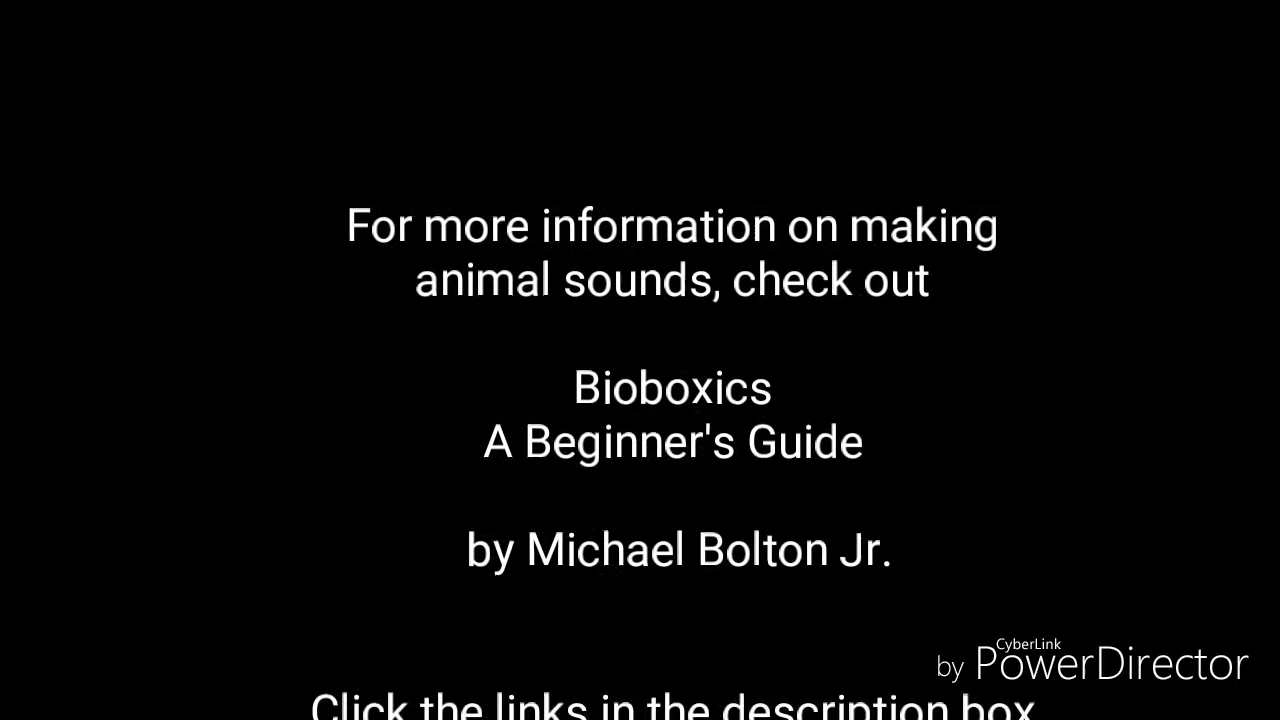 For more information on making
animal sounds, check out
Bioboxics
A Beginner's Guide
by Michael Bolton Jr.
CyberLink
by PowerDirector
Click the links in the description box